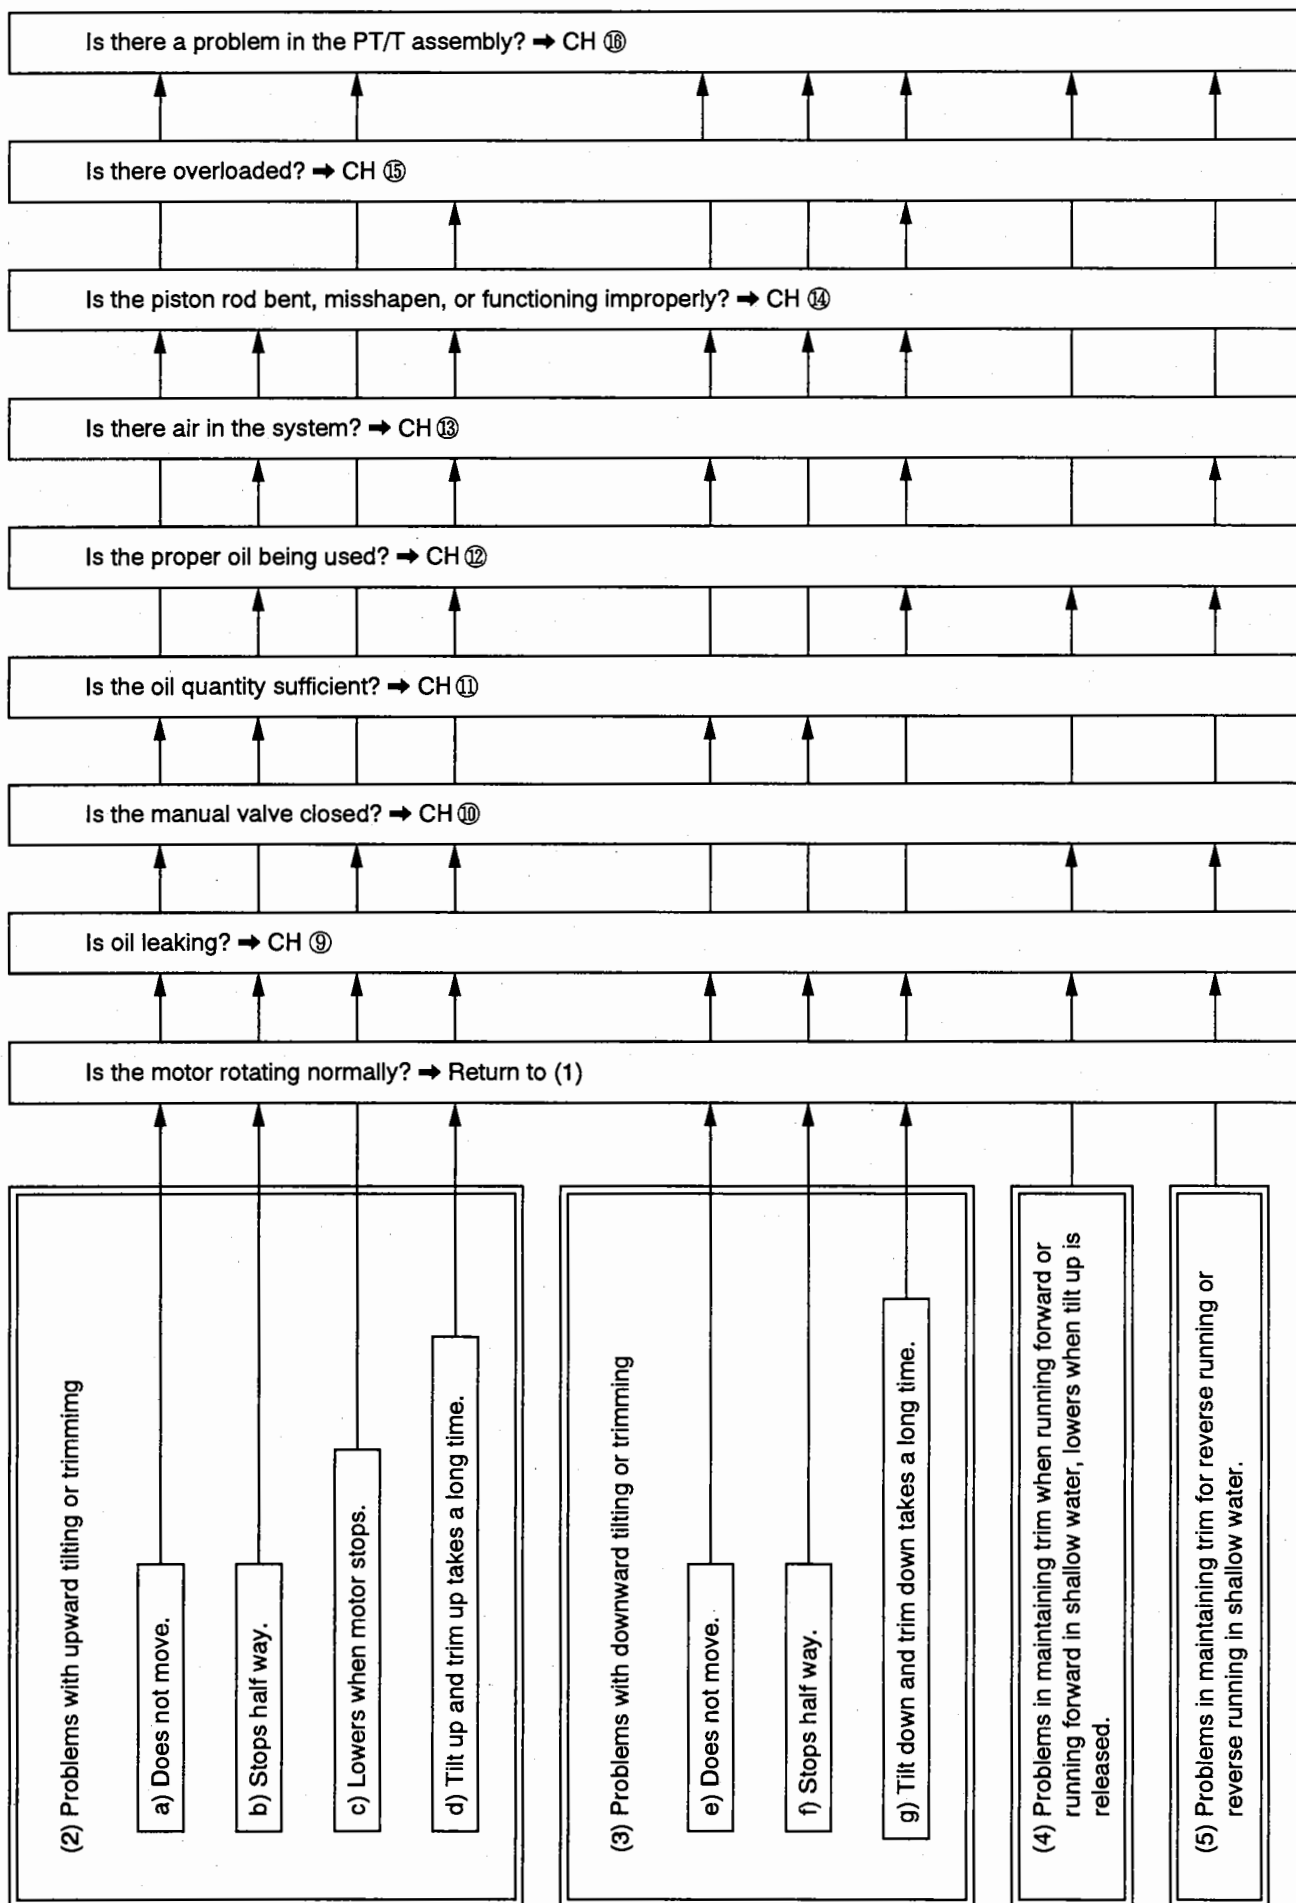 Is there a problem in the PT/T assembly? ➡ CH ⑯
Is there overloaded? ➡ CH ⑮
Is the piston rod bent, misshapen, or functioning improperly? ➡ CH ⑭
Is there air in the system? ➡ CH ⑬
Is the proper oil being used? ➡ CH ⑫
Is the oil quantity sufficient? ➡ CH ⑪
Is the manual valve closed? ➡ CH ⑩
Is oil leaking? ➡ CH ⑨
Is the motor rotating normally? ➡ Return to (1)
(2) Problems with upward tilting or trimmimg
a) Does not move.
b) Stops half way.
c) Lowers when motor stops.
d) Tilt up and trim up takes a long time.
(3) Problems with downward tilting or trimming
e) Does not move.
f) Stops half way.
g) Tilt down and trim down takes a long time.
(4) Problems in maintaining trim when running forward or
running forward in shallow water, lowers when tilt up is
released.
(5) Problems in maintaining trim for reverse running or
reverse running in shallow water.